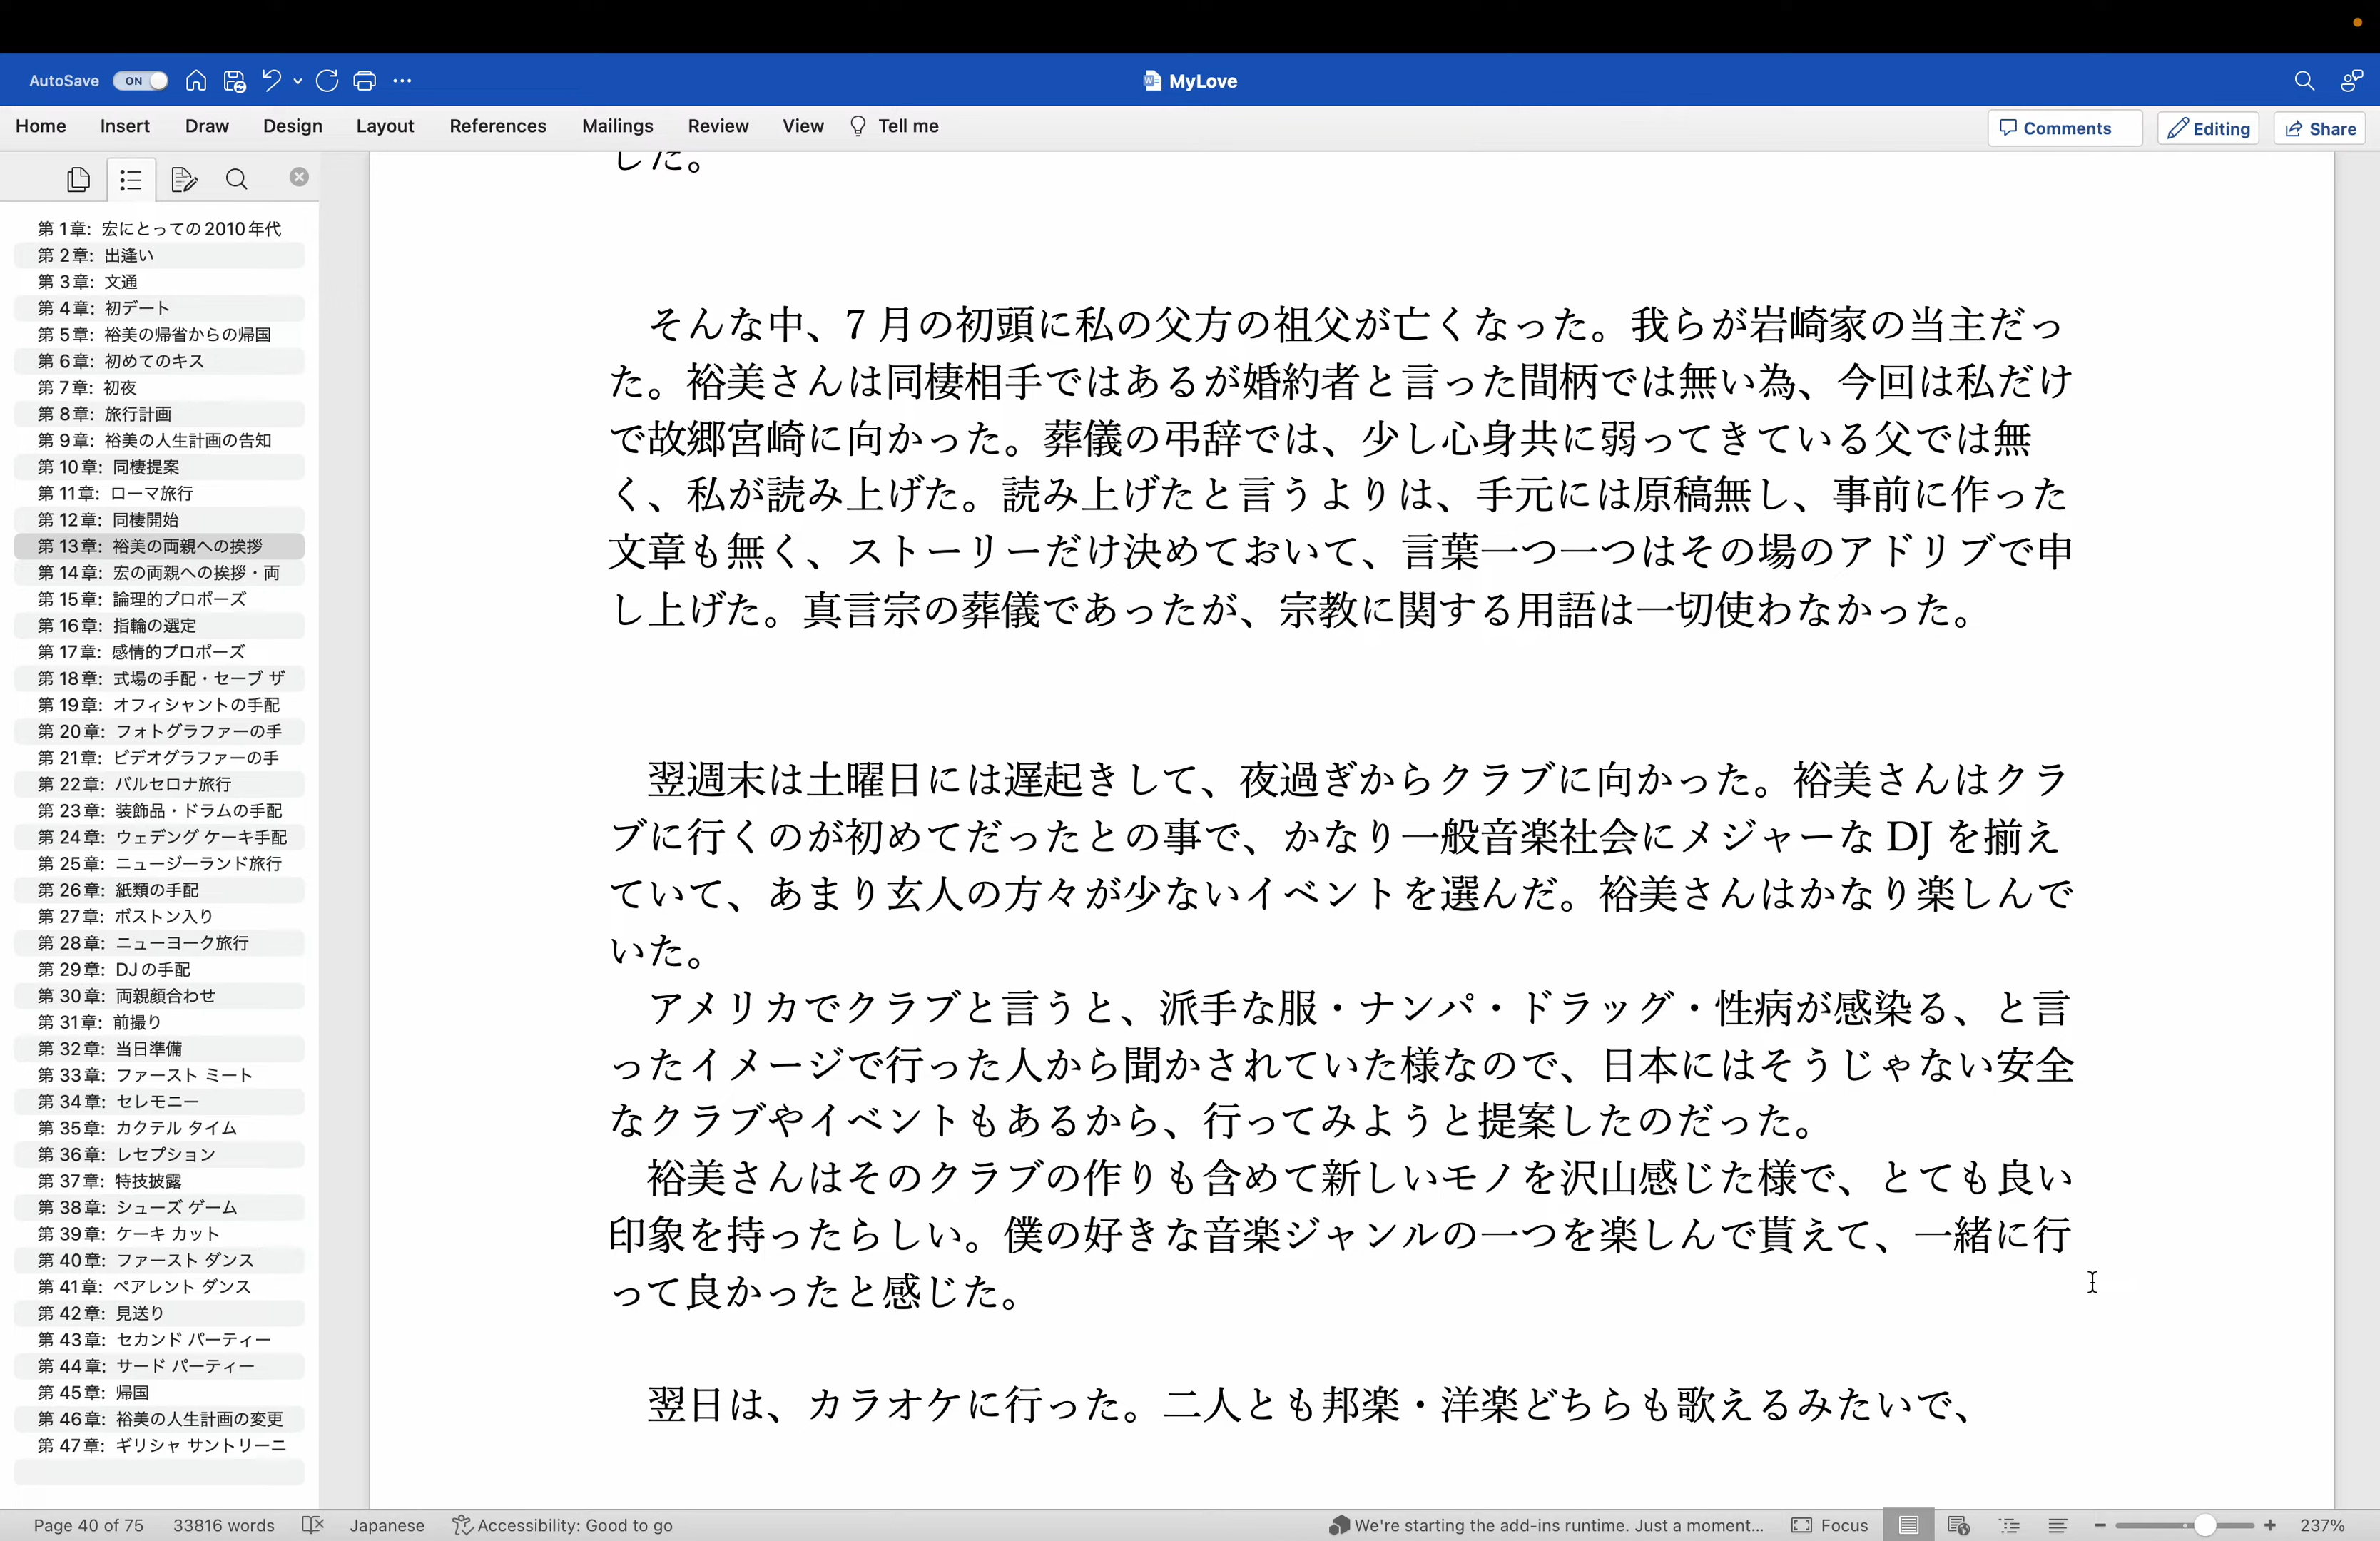 AutoSave ON MyLove
Home Insert Draw Design Layout References Mailings Review View Tell me Comments Editing Share
第 1章: 宏にとっての2010年代
第 2章: 出逢い
第 3章: 文通
第 4章: 初デート
第 5章: 裕美の帰省からの帰国
第 6章: 初めてのキス
第 7章: 初夜
第 8章: 旅行計画
第 9章: 裕美の人生計画の告知
第 10章: 同棲提案
第 11章: ローマ旅行
第 12章: 同棲開始
第 13章: 裕美の両親への挨拶
第 14章: 宏の両親への挨拶・両
第 15章: 論理的プロポーズ
第 16章: 指輪の選定
第 17章: 感情的プロポーズ
第 18章: 式場の手配・セーブ ザ
第 19章: オフィシャントの手配
第 20章: フォトグラファーの手
第 21章: ビデオグラファーの手
第 22章: バルセロナ旅行
第 23章: 装飾品・ドラムの手配
第 24章: ウェデング ケーキ手配
第 25章: ニュージーランド旅行
第 26章: 紙類の手配
第 27章: ボストン入り
第 28章: ニューヨーク旅行
第 29章: DJの手配
第 30章: 両親顔合わせ
第 31章: 前撮り
第 32章: 当日準備
第 33章: ファースト ミート
第 34章: セレモニー
第 35章: カクテル タイム
第 36章: レセプション
第 37章: 特技披露
第 38章: シューズ ゲーム
第 39章: ケーキ カット
第 40章: ファースト ダンス
第 41章: ペアレント ダンス
第 42章: 見送り
第 43章: セカンド パーティー
第 44章: サード パーティー
第 45章: 帰国
第 46章: 裕美の人生計画の変更
第 47章: ギリシャ サントリーニ
した。
そんな中、7 月の初頭に私の父方の祖父が亡くなった。我らが岩崎家の当主だっ
た。裕美さんは同棲相手ではあるが婚約者と言った間柄では無い為、今回は私だけ
で故郷宮崎に向かった。葬儀の弔辞では、少し心身共に弱ってきている父では無
く、私が読み上げた。読み上げたと言うよりは、手元には原稿無し、事前に作った
文章も無く、ストーリーだけ決めておいて、言葉一つ一つはその場のアドリブで申
し上げた。真言宗の葬儀であったが、宗教に関する用語は一切使わなかった。
翌週末は土曜日には遅起きして、夜過ぎからクラブに向かった。裕美さんはクラ
ブに行くのが初めてだったとの事で、かなり一般音楽社会にメジャーな DJ を揃え
ていて、あまり玄人の方々が少ないイベントを選んだ。裕美さんはかなり楽しんで
いた。
アメリカでクラブと言うと、派手な服・ナンパ・ドラッグ・性病が感染る、と言
ったイメージで行った人から聞かされていた様なので、日本にはそうじゃない安全
なクラブやイベントもあるから、行ってみようと提案したのだった。
裕美さんはそのクラブの作りも含めて新しいモノを沢山感じた様で、とても良い
印象を持ったらしい。僕の好きな音楽ジャンルの一つを楽しんで貰えて、一緒に行
って良かったと感じた。
翌日は、カラオケに行った。二人とも邦楽・洋楽どちらも歌えるみたいで、
Page 40 of 75 33816 words Japanese Accessibility: Good to go We're starting the add-ins runtime. Just a moment... Focus 237%